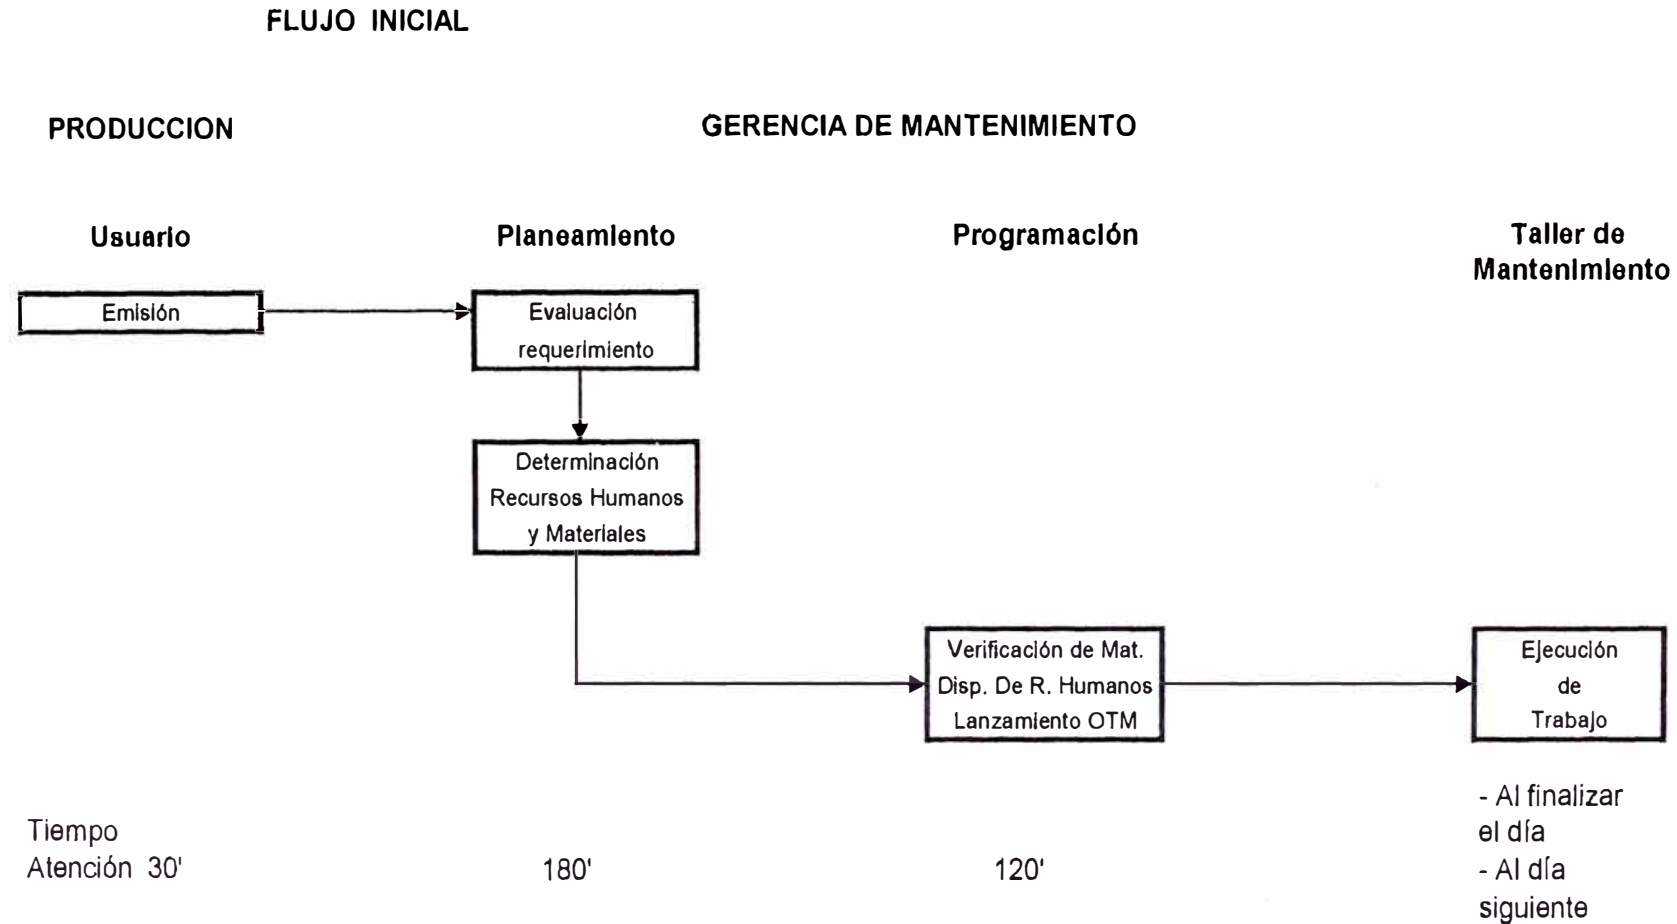 FLUJO INICIAL
PRODUCCION
GERENCIA DE MANTENIMIENTO
Usuario
Planeamiento
Programación
Taller de
Mantenimiento
Emisión
Evaluación
requerimiento
Determinación
Recursos Humanos
y Materiales
Verificación de Mat.
Disp. De R. Humanos
Lanzamiento OTM
Ejecución
de
Trabajo
Tiempo
Atención 30'
180'
120'
- Al finalizar
el día
- Al día
siguiente